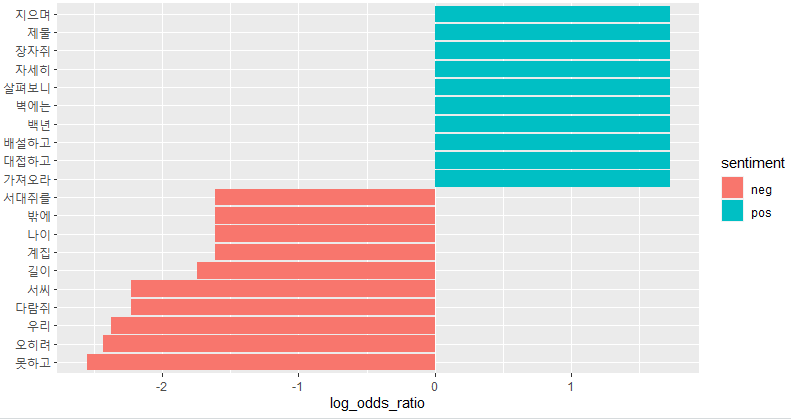 지으며
제물
장자쥐
자세히
살펴보니
벽에는
백년
배설하고
대접하고
가져오라
서대쥐를
밖에
나이
계집
길이
서씨
다람쥐
우리
오히려
못하고
-2 -1 0 1
log_odds_ratio
sentiment
neg
pos